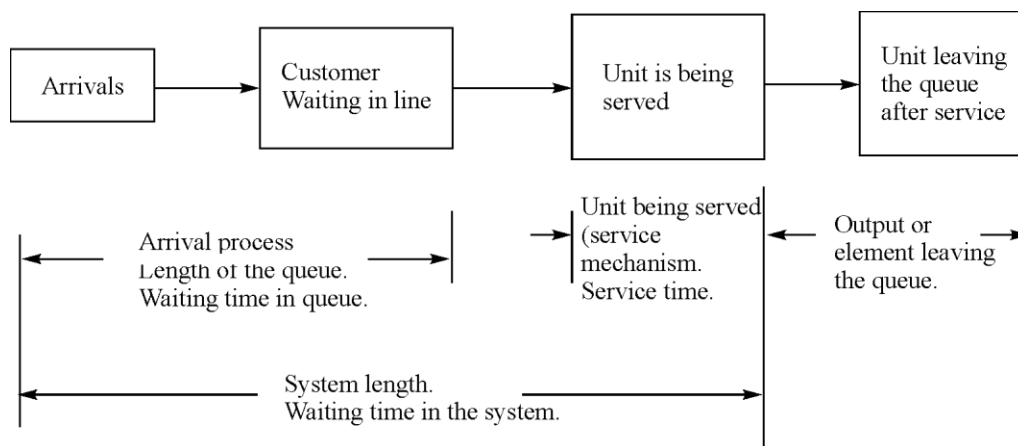 Arrivals
Customer
Waiting in line
Unit is being
served
Unit leaving
the queue
after service
Arrival process
Length of the queue.
Waiting time in queue.
Unit being served
(service
mechanism.
Service time.
Output or
element leaving
the queue.
System length.
Waiting time in the system.